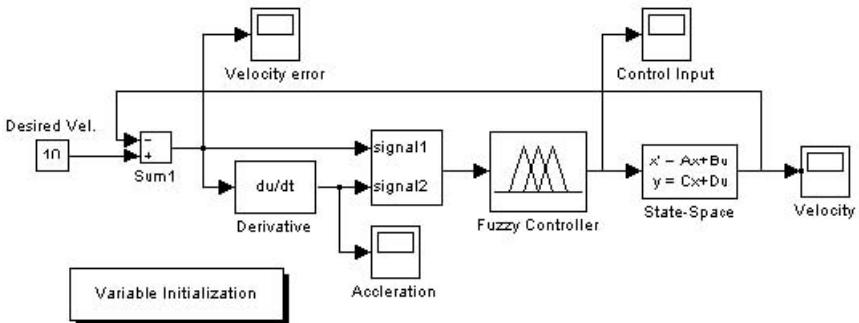 Velocity error
Control Input
Desired Vel.
10
−
+
Sum1
signal1
signal2
du/dt
Derivative
Fuzzy Controller
x' = Ax+Bu
y = Cx+Du
State-Space
Velocity
Accleration
Variable Initialization